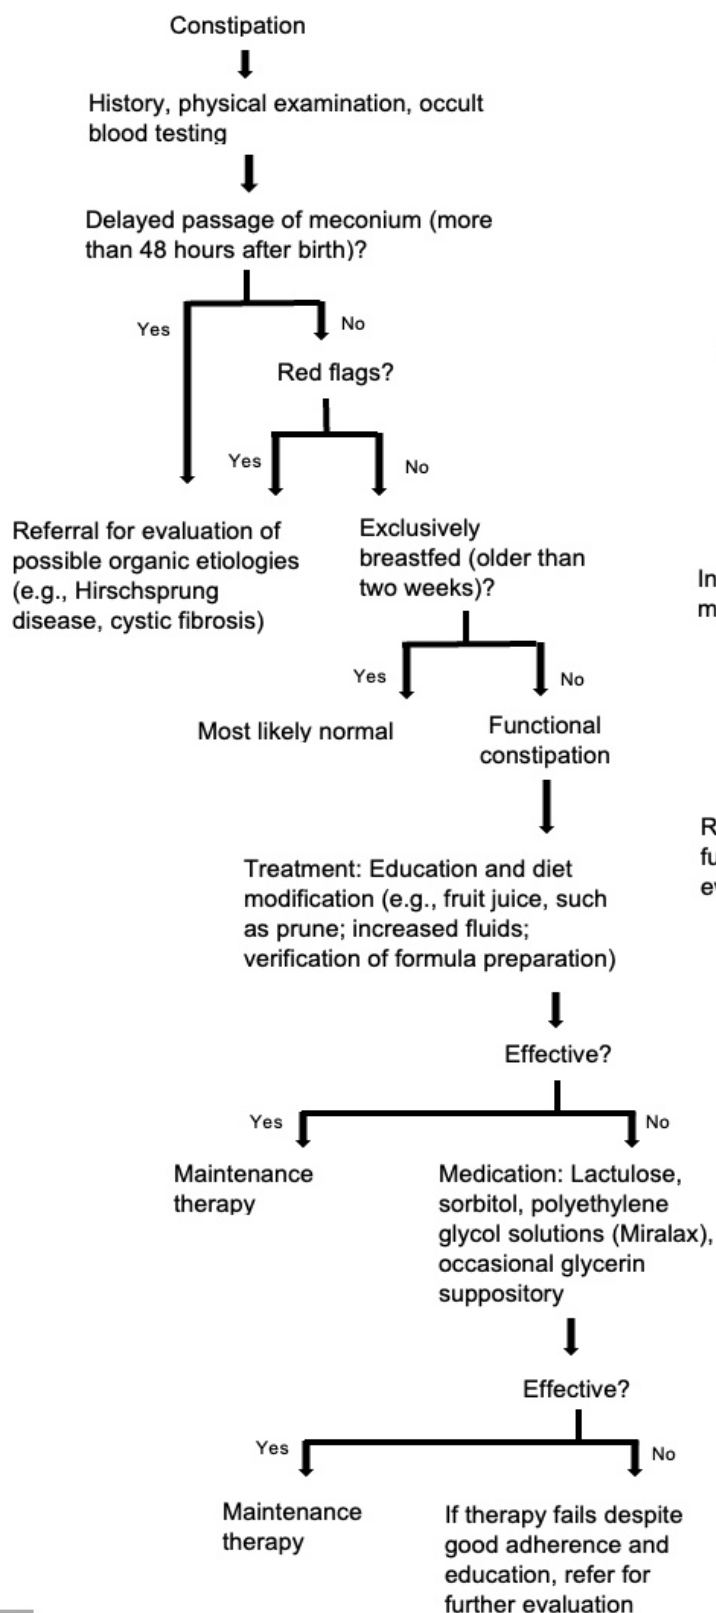 Constipation
History, physical examination, occult
blood testing
Delayed passage of meconium (more
than 48 hours after birth)?
Yes
No
Red flags?
Yes
No
Referral for evaluation of
possible organic etiologies
(e.g., Hirschsprung
disease, cystic fibrosis)
Exclusively
breastfed (older than
two weeks)?
Yes
No
Most likely normal
Functional
constipation
Treatment: Education and diet
modification (e.g., fruit juice, such
as prune; increased fluids;
verification of formula preparation)
Effective?
Yes
No
Maintenance
therapy
Medication: Lactulose,
sorbitol, polyethylene
glycol solutions (Miralax),
occasional glycerin
suppository
Effective?
Yes
No
Maintenance
therapy
If therapy fails despite
good adherence and
education, refer for
further evaluation